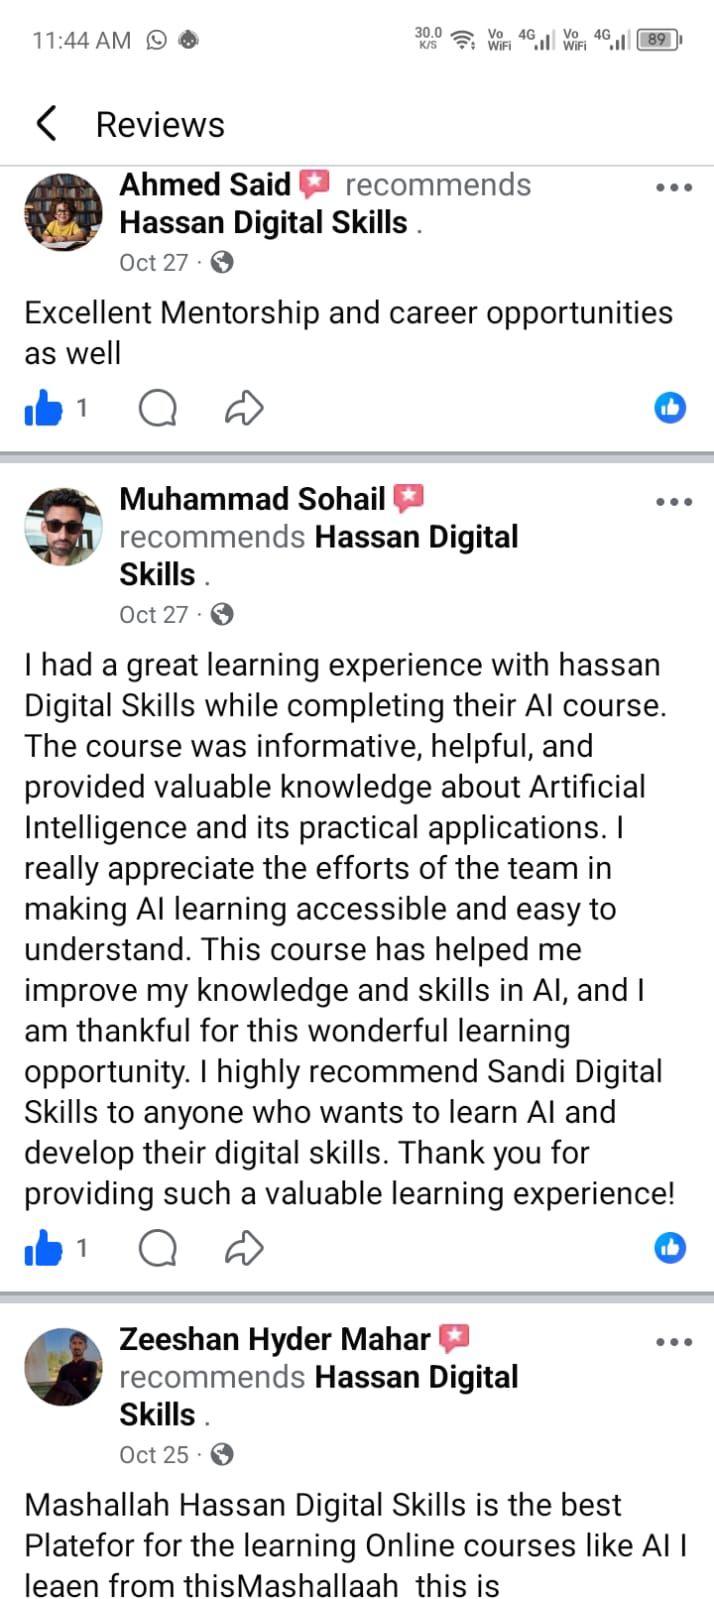 11:44 AM
30.0 K/S Vo WiFi 4G Vo WiFi 4G 89
Reviews
Ahmed Said recommends
Hassan Digital Skills .
Oct 27 ·
Excellent Mentorship and career opportunities
as well
1
Muhammad Sohail
recommends Hassan Digital
Skills .
Oct 27 ·
I had a great learning experience with hassan
Digital Skills while completing their AI course.
The course was informative, helpful, and
provided valuable knowledge about Artificial
Intelligence and its practical applications. I
really appreciate the efforts of the team in
making AI learning accessible and easy to
understand. This course has helped me
improve my knowledge and skills in AI, and I
am thankful for this wonderful learning
opportunity. I highly recommend Sandi Digital
Skills to anyone who wants to learn AI and
develop their digital skills. Thank you for
providing such a valuable learning experience!
1
Zeeshan Hyder Mahar
recommends Hassan Digital
Skills .
Oct 25 ·
Mashallah Hassan Digital Skills is the best
Platefor for the learning Online courses like AI I
leaen from thisMashallaah  this is